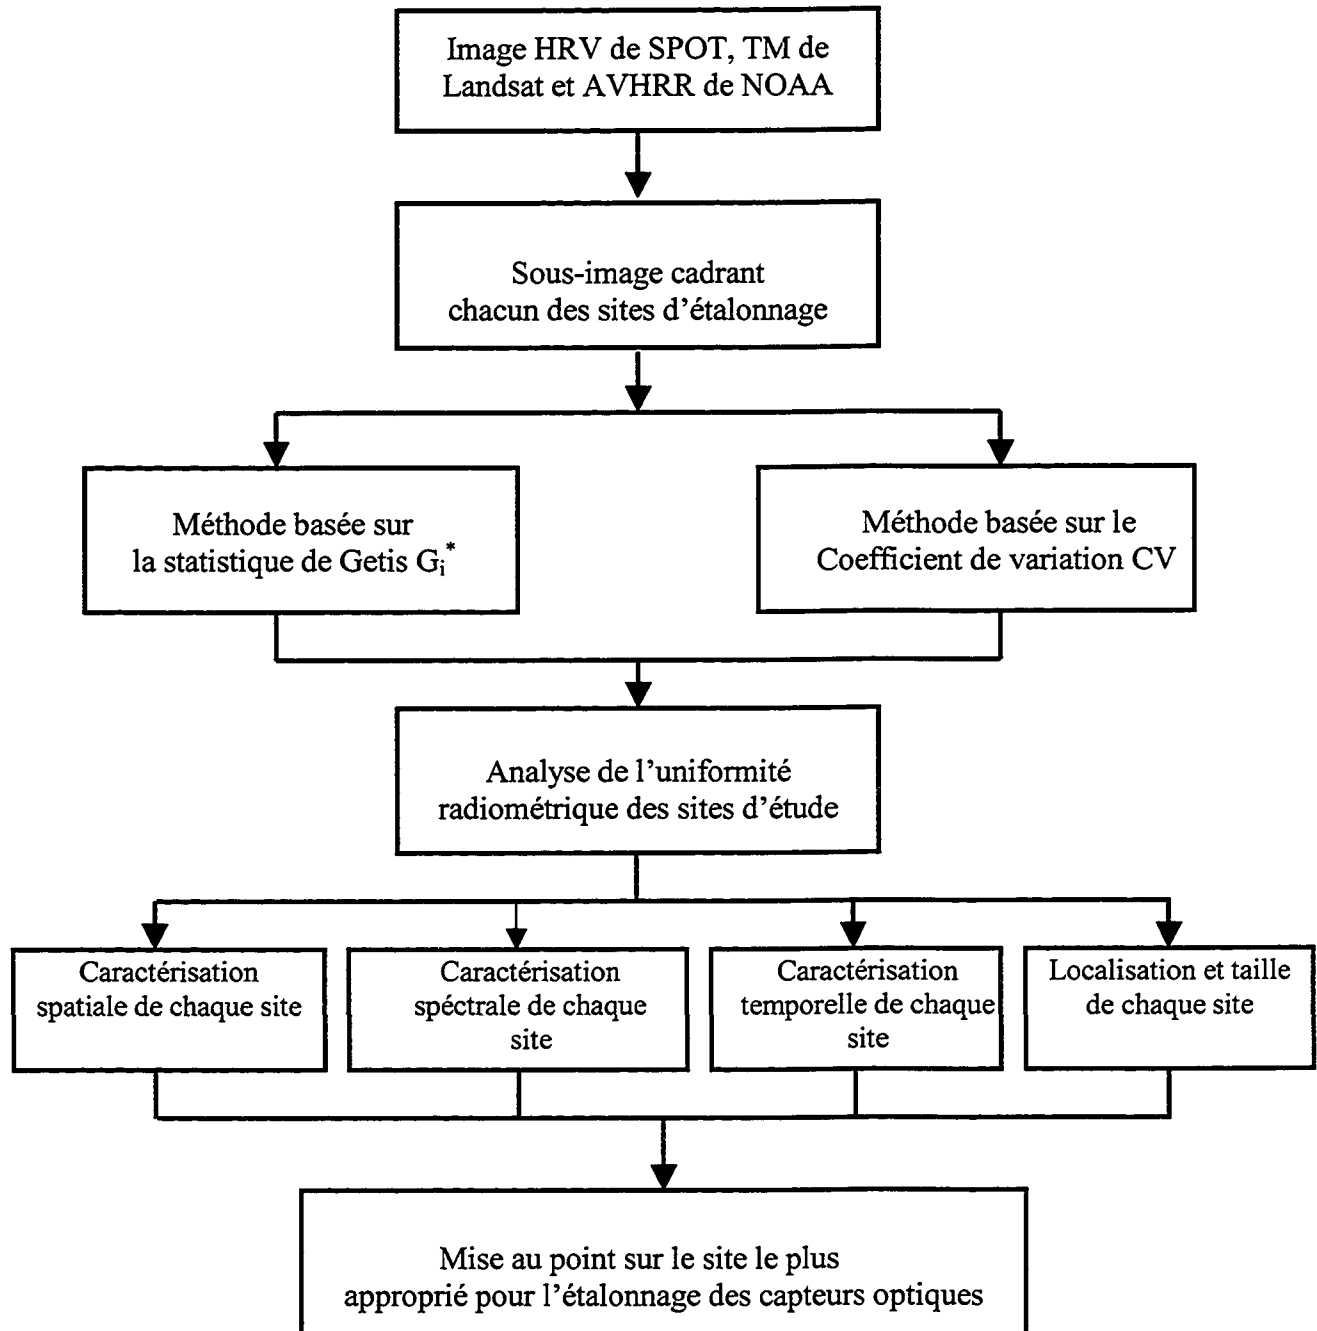 Image HRV de SPOT, TM de
Landsat et AVHRR de NOAA
Sous-image cadrant
chacun des sites d'étalonnage
Méthode basée sur
la statistique de Getis Gi*
Méthode basée sur le
Coefficient de variation CV
Analyse de l'uniformité
radiométrique des sites d'étude
Caractérisation
spatiale de chaque site
Caractérisation
spéctrale de chaque
site
Caractérisation
temporelle de chaque
site
Localisation et taille
de chaque site
Mise au point sur le site le plus
approprié pour l'étalonnage des capteurs optiques